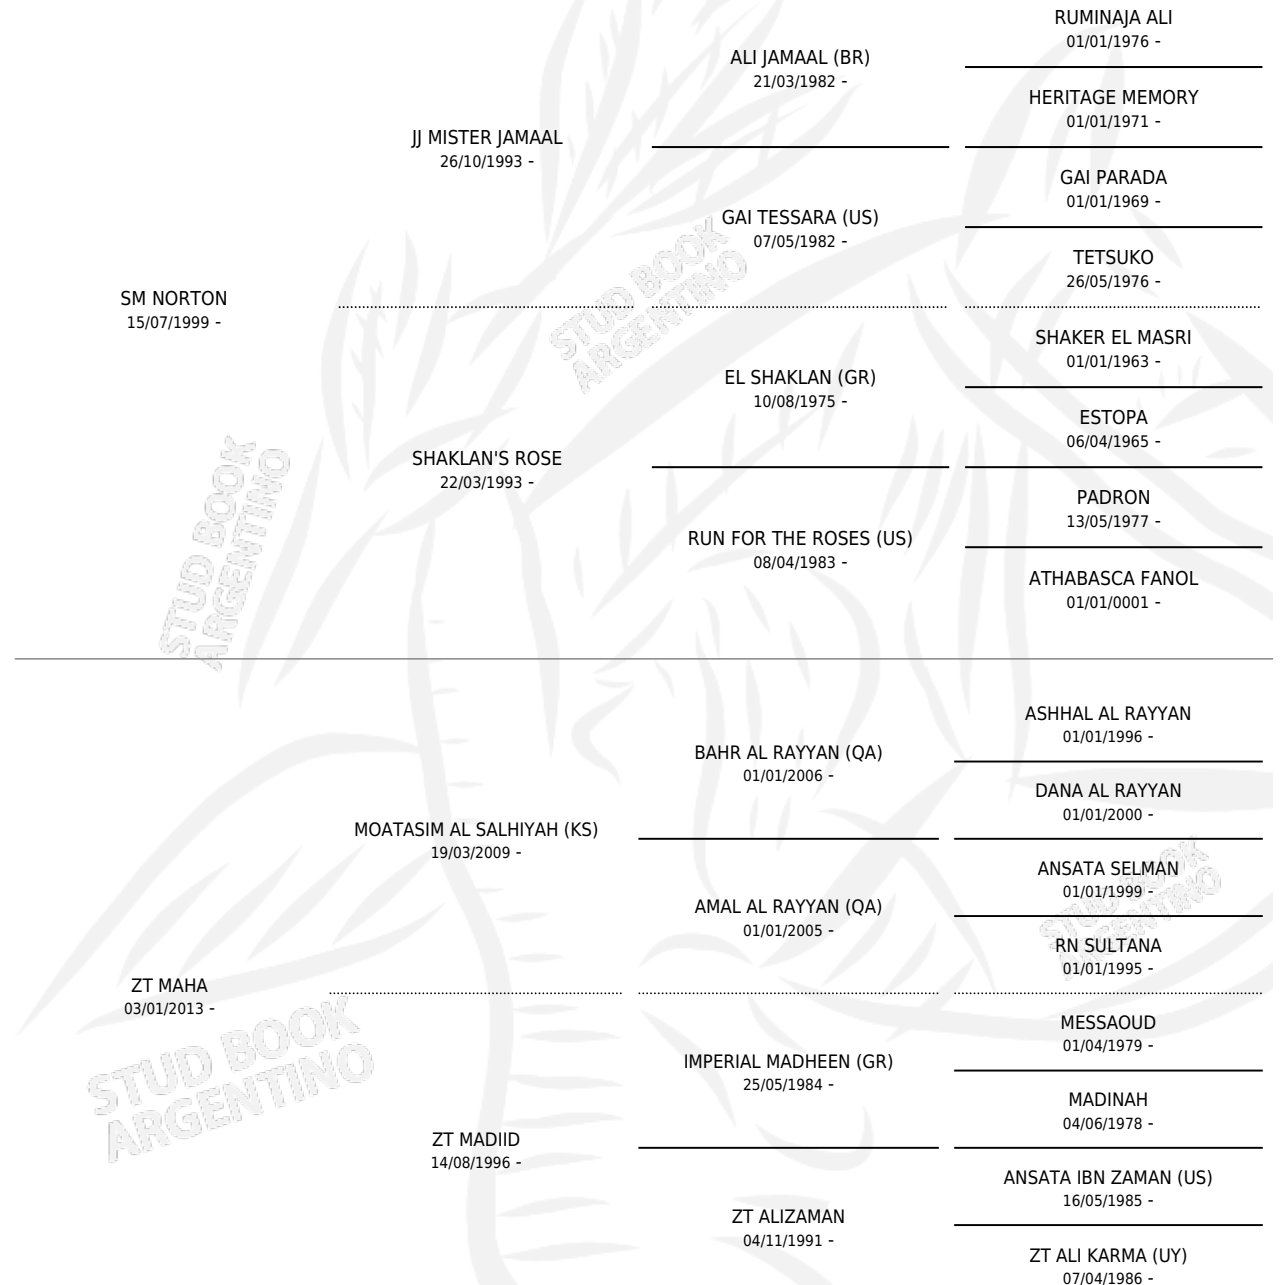 RUMINAJA ALI
01/01/1976 -
ALI JAMAAL (BR)
21/03/1982 -
HERITAGE MEMORY
01/01/1971 -
JJ MISTER JAMAAL
26/10/1993 -
GAI PARADA
01/01/1969 -
GAI TESSARA (US)
07/05/1982 -
TETSUKO
26/05/1976 -
SM NORTON
15/07/1999 -
STUD BOOK
ARGENTINO
SHAKER EL MASRI
01/01/1963 -
EL SHAKLAN (GR)
10/08/1975 -
ESTOPA
06/04/1965 -
SHAKLAN'S ROSE
22/03/1993 -
PADRON
13/05/1977 -
RUN FOR THE ROSES (US)
08/04/1983 -
ATHABASCA FANOL
01/01/0001 -
STUD BOOK
ARGENTINO
ASHHAL AL RAYYAN
01/01/1996 -
BAHR AL RAYYAN (QA)
01/01/2006 -
DANA AL RAYYAN
01/01/2000 -
MOATASIM AL SALHIYAH (KS)
19/03/2009 -
ANSATA SELMAN
01/01/1999 -
AMAL AL RAYYAN (QA)
01/01/2005 -
RN SULTANA
01/01/1995 -
STUD BOOK
ARGENTINO
ZT MAHA
03/01/2013 -
MESSAOUD
01/04/1979 -
IMPERIAL MADHEEN (GR)
25/05/1984 -
MADINAH
04/06/1978 -
STUD BOOK
ARGENTINO
ZT MADIID
14/08/1996 -
ANSATA IBN ZAMAN (US)
16/05/1985 -
ZT ALIZAMAN
04/11/1991 -
ZT ALI KARMA (UY)
07/04/1986 -